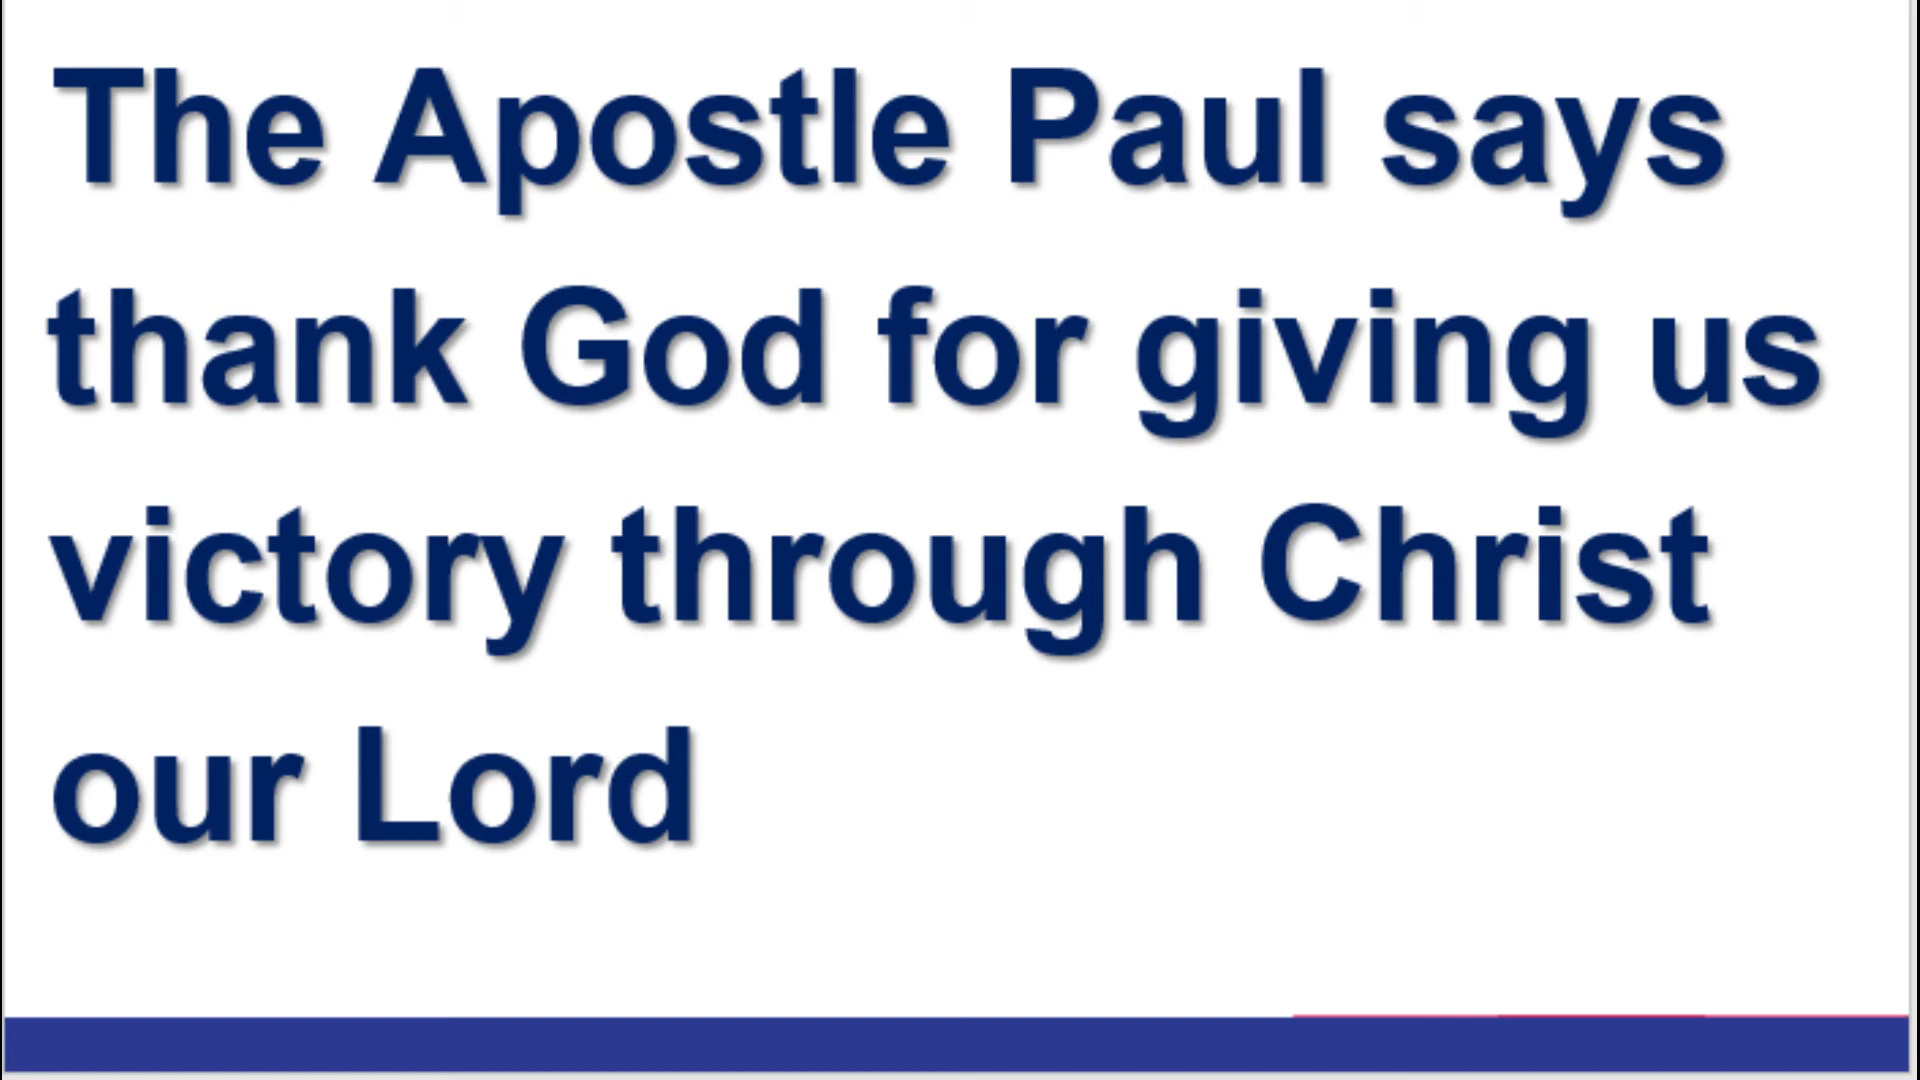 The Apostle Paul says
thank God for giving us
victory through Christ
our Lord